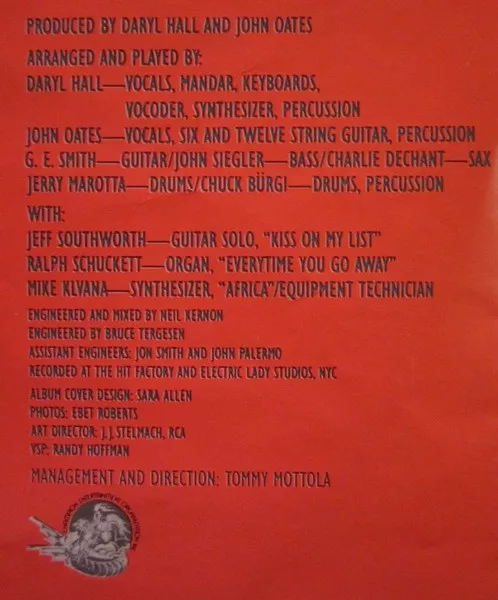 PRODUCED BY DARYL HALL AND JOHN OATES
ARRANGED AND PLAYED BY:
DARYL HALL—VOCALS, MANDAR, KEYBOARDS,
VOCODER, SYNTHESIZER, PERCUSSION
JOHN OATES—VOCALS, SIX AND TWELVE STRING GUITAR, PERCUSSION
G. E. SMITH—GUITAR/JOHN SIEGLER—BASS/CHARLIE DECHANT—SAX
JERRY MAROTTA—DRUMS/CHUCK BÜRGI—DRUMS, PERCUSSION
WITH:
JEFF SOUTHWORTH—GUITAR SOLO, "KISS ON MY LIST"
RALPH SCHUCKETT—ORGAN, "EVERYTIME YOU GO AWAY"
MIKE KLVANA—SYNTHESIZER, "AFRICA"/EQUIPMENT TECHNICIAN
ENGINEERED AND MIXED BY NEIL KERNON
ENGINEERED BY BRUCE TERGESEN
ASSISTANT ENGINEERS: JON SMITH AND JOHN PALERMO
RECORDED AT THE HIT FACTORY AND ELECTRIC LADY STUDIOS, NYC
ALBUM COVER DESIGN: SARA ALLEN
PHOTOS: EBET ROBERTS
ART DIRECTOR: J.J. STELMACH, RCA
VSP: RANDY HOFFMAN
MANAGEMENT AND DIRECTION: TOMMY MOTTOLA